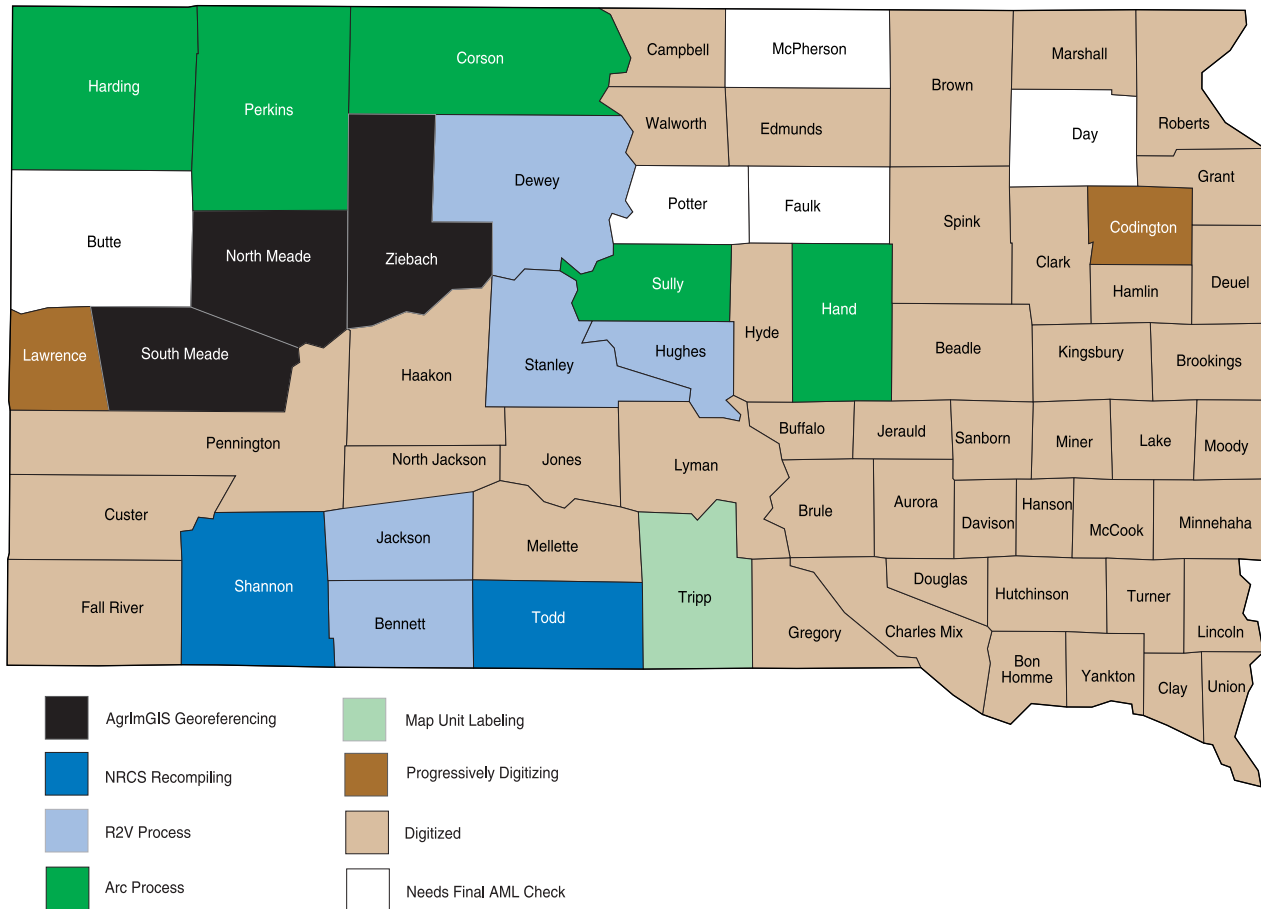 Harding
Perkins
Corson
Campbell
McPherson
Brown
Marshall
Roberts
Walworth
Edmunds
Day
Butte
North Meade
Ziebach
Dewey
Potter
Faulk
Spink
Grant
Codington
Clark
Hamlin
Deuel
Lawrence
South Meade
Sully
Hyde
Hand
Stanley
Hughes
Haakon
Beadle
Kingsbury
Brookings
Pennington
North Jackson
Jones
Lyman
Buffalo
Jerauld
Sanborn
Miner
Lake
Moody
Custer
Brule
Aurora
Davison
Hanson
McCook
Minnehaha
Shannon
Jackson
Mellette
Fall River
Bennett
Todd
Tripp
Gregory
Douglas
Charles Mix
Hutchinson
Turner
Lincoln
Bon
Homme
Yankton
Clay
Union
AgrImGIS Georeferencing
NRCS Recompiling
R2V Process
Arc Process
Map Unit Labeling
Progressively Digitizing
Digitized
Needs Final AML Check